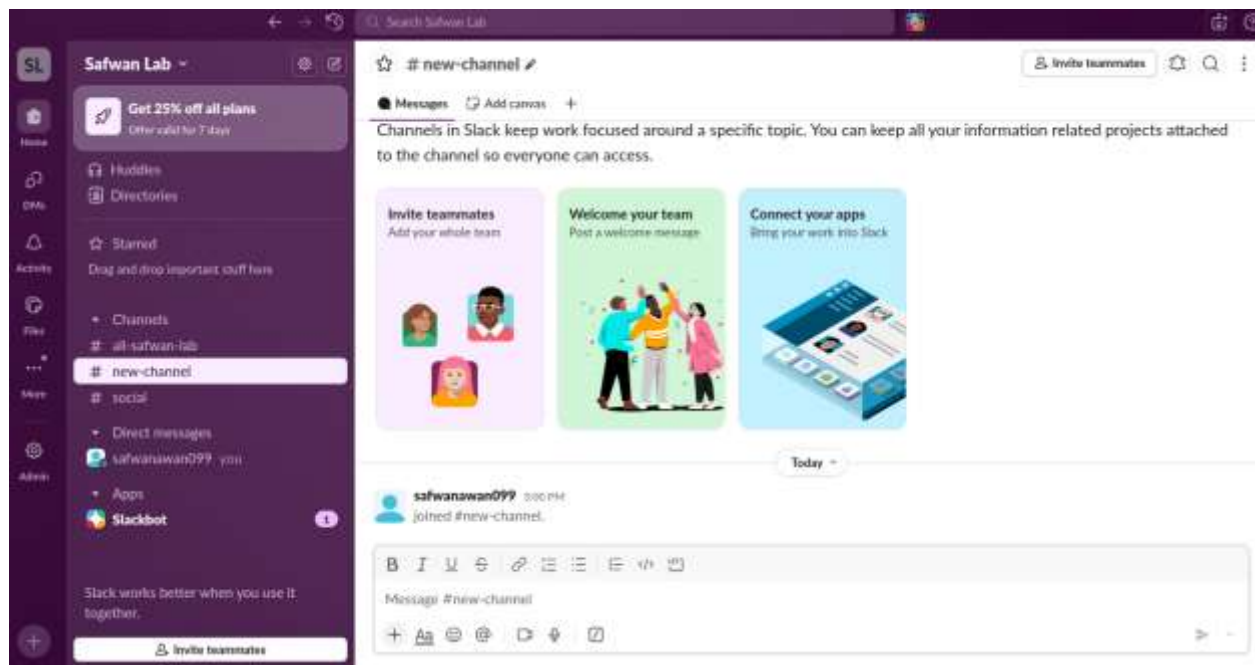 Search Safwan Lab
SL
Home
DMs
Activity
Files
More
Admin
Safwan Lab
Get 25% off all plans
Offer valid for 7 days
Huddles
Directories
Starred
Drag and drop important stuff here
Channels
# all-safwan-lab
# new-channel
# social
Direct messages
safwanawan099 you
Apps
Slackbot 1
Slack works better when you use it
together.
Invite teammates
# new-channel
Invite teammates
Messages Add canvas +
Channels in Slack keep work focused around a specific topic. You can keep all your information related projects attached
to the channel so everyone can access.
Invite teammates
Add your whole team
Welcome your team
Post a welcome message
Connect your apps
Bring your work into Slack
Today
safwanawan099 5:00 PM
joined #new-channel.
B I U S
Message #new-channel
+ Aa @